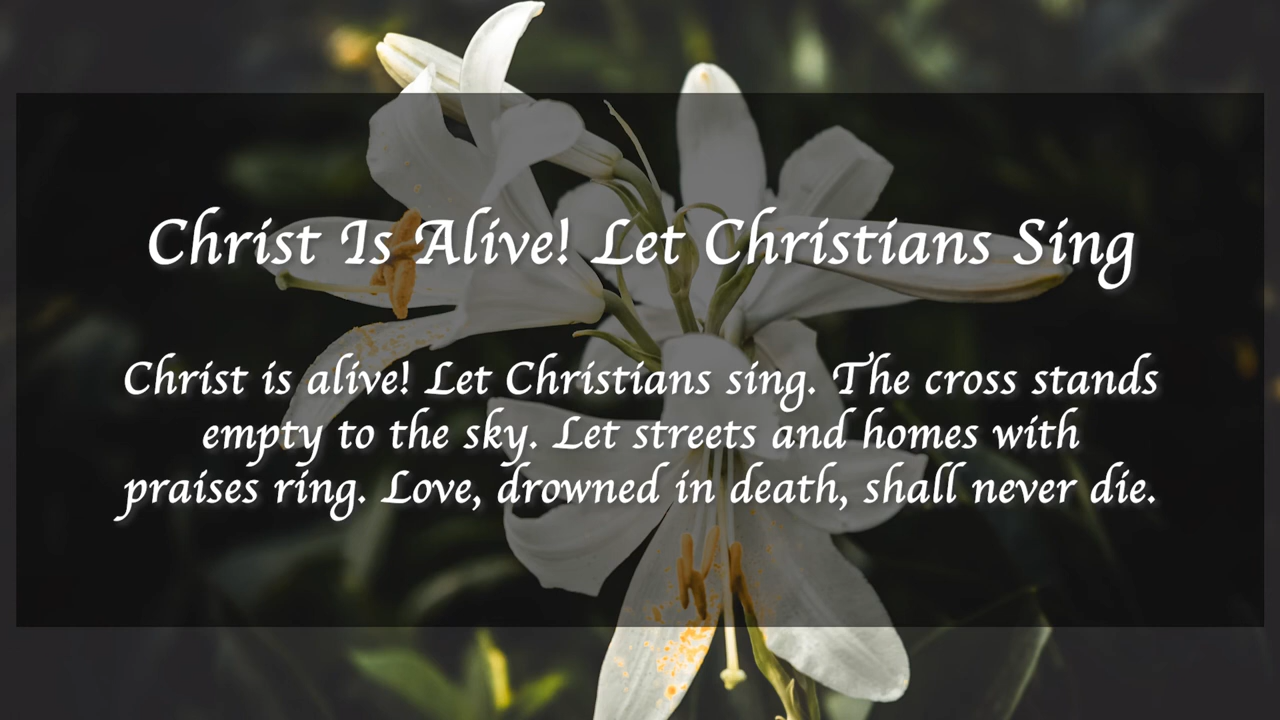 Christ Is Alive! Let Christians Sing
Christ is alive! Let Christians sing. The cross stands
empty to the sky. Let streets and homes with
praises ring. Love, drowned in death, shall never die.